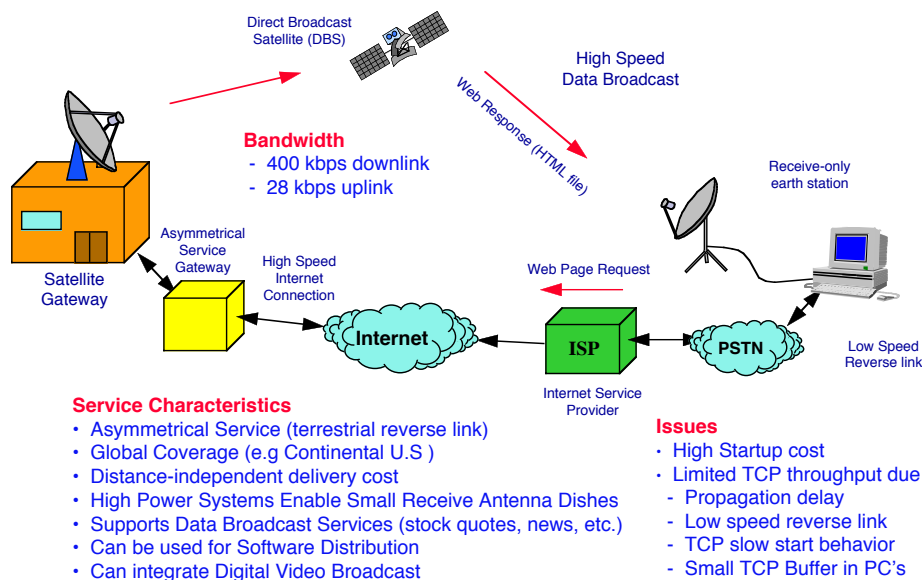 Direct Broadcast
Satellite (DBS)
High Speed
Data Broadcast
Web Response (HTML file)
Bandwidth
- 400 kbps downlink
- 28 kbps uplink
Receive-only
earth station
Asymmetrical
Service
Gateway
Satellite
Gateway
High Speed
Internet
Connection
Web Page Request
Internet
ISP
PSTN
Low Speed
Reverse link
Internet Service
Provider
Service Characteristics
• Asymmetrical Service (terrestrial reverse link)
• Global Coverage (e.g Continental U.S )
• Distance-independent delivery cost
• High Power Systems Enable Small Receive Antenna Dishes
• Supports Data Broadcast Services (stock quotes, news, etc.)
• Can be used for Software Distribution
• Can integrate Digital Video Broadcast
Issues
• High Startup cost
• Limited TCP throughput due
- Propagation delay
- Low speed reverse link
- TCP slow start behavior
- Small TCP Buffer in PC's